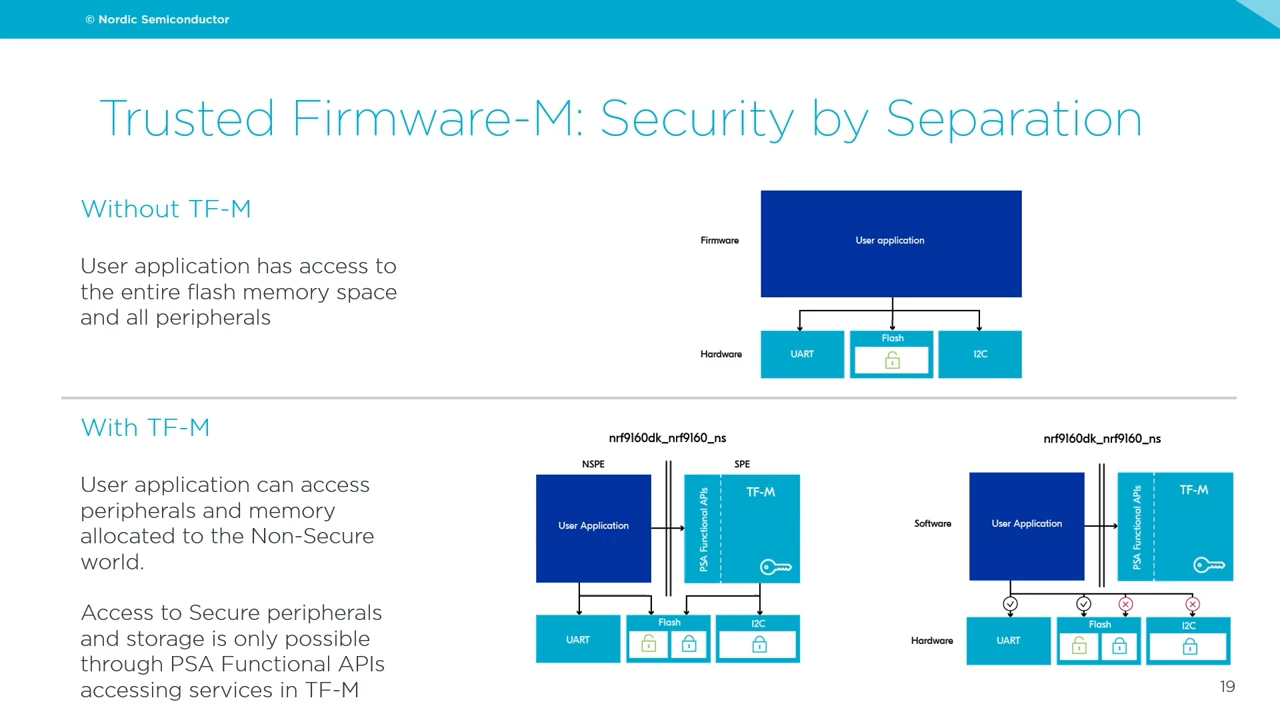 © Nordic Semiconductor
Trusted Firmware-M: Security by Separation
Without TF-M
User application has access to
the entire flash memory space
and all peripherals
Firmware
User application
Hardware
UART
Flash
I2C
With TF-M
User application can access
peripherals and memory
allocated to the Non-Secure
world.
Access to Secure peripherals
and storage is only possible
through PSA Functional APIs
accessing services in TF-M
nrf9160dk_nrf9160_ns
NSPE
SPE
User Application
PSA Functional APIs
TF-M
UART
Flash
I2C
nrf9160dk_nrf9160_ns
Software
User Application
PSA Functional APIs
TF-M
Hardware
UART
Flash
I2C
19